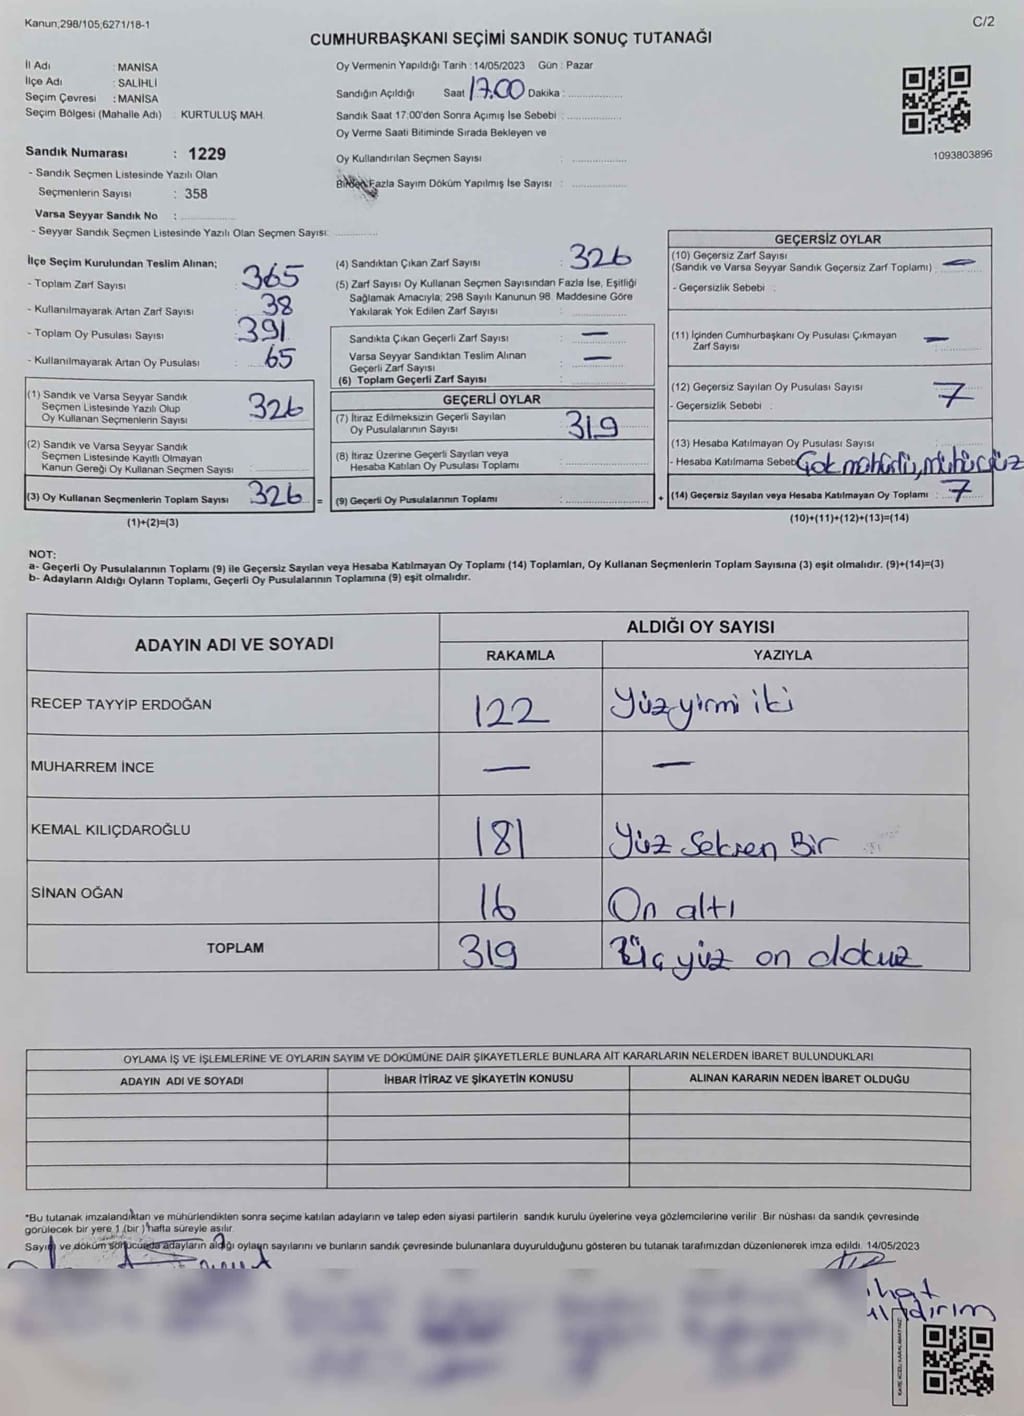 Kanun;298/105;6271/18-1
C/2
CUMHURBAŞKANI SEÇİMİ SANDIK SONUÇ TUTANAĞI
İl Adı : MANİSA
İlçe Adı : SALİHLİ
Seçim Çevresi : MANİSA
Seçim Bölgesi (Mahalle Adı) KURTULUŞ MAH.
Sandık Numarası : 1229
- Sandık Seçmen Listesinde Yazılı Olan
Seçmenlerin Sayısı : 358
Varsa Seyyar Sandık No :
- Seyyar Sandık Seçmen Listesinde Yazılı Olan Seçmen Sayısı:
Oy Vermenin Yapıldığı Tarih : 14/05/2023 Gün : Pazar
Sandığın Açıldığı Saat 17.00 Dakika :
Sandık Saat 17:00'den Sonra Açımış İse Sebebi :
Oy Verme Saati Bitiminde Sırada Bekleyen ve
Oy Kullandırılan Seçmen Sayısı :
Birden Fazla Sayım Döküm Yapılmış İse Sayısı :
1093803896
İlçe Seçim Kurulundan Teslim Alınan;
- Toplam Zarf Sayısı 365
- Kullanılmayarak Artan Zarf Sayısı : 38
- Toplam Oy Pusulası Sayısı 391
- Kullanılmayarak Artan Oy Pusulası : 65
(1) Sandık ve Varsa Seyyar Sandık
Seçmen Listesinde Yazılı Olup
Oy Kullanan Seçmenlerin Sayısı 326
(2) Sandık ve Varsa Seyyar Sandık
Seçmen Listesinde Kayıtlı Olmayan
Kanun Gereği Oy Kullanan Seçmen Sayısı :
(3) Oy Kullanan Seçmenlerin Toplam Sayısı 326 =
(1)+(2)=(3)
(4) Sandıktan Çıkan Zarf Sayısı : 326
(5) Zarf Sayısı Oy Kullanan Seçmen Sayısından Fazla İse, Eşitliği
Sağlamak Amacıyla; 298 Sayılı Kanunun 98. Maddesine Göre
Yakılarak Yok Edilen Zarf Sayısı :
Sandıkta Çıkan Geçerli Zarf Sayısı : —
Varsa Seyyar Sandıktan Teslim Alınan
Geçerli Zarf Sayısı : —
(6) Toplam Geçerli Zarf Sayısı :
GEÇERLİ OYLAR
(7) İtiraz Edilmeksizin Geçerli Sayılan
Oy Pusulalarının Sayısı 319
(8) İtiraz Üzerine Geçerli Sayılan veya
Hesaba Katılan Oy Pusulası Toplamı :
(9) Geçerli Oy Pusulalarının Toplamı : +
GEÇERSİZ OYLAR
(10) Geçersiz Zarf Sayısı
(Sandık ve Varsa Seyyar Sandık Geçersiz Zarf Toplamı) : —
- Geçersizlik Sebebi :
(11) İçinden Cumhurbaşkanı Oy Pusulası Çıkmayan
Zarf Sayısı : —
(12) Geçersiz Sayılan Oy Pusulası Sayısı 7
- Geçersizlik Sebebi :
(13) Hesaba Katılmayan Oy Pusulası Sayısı
- Hesaba Katılmama Sebebi Çok mühürlü, mühürsüz
(14) Geçersiz Sayılan veya Hesaba Katılmayan Oy Toplamı : 7
(10)+(11)+(12)+(13)=(14)
NOT:
a- Geçerli Oy Pusulalarının Toplamı (9) ile Geçersiz Sayılan veya Hesaba Katılmayan Oy Toplamı (14) Toplamları, Oy Kullanan Seçmenlerin Toplam Sayısına (3) eşit olmalıdır. (9)+(14)=(3)
b- Adayların Aldığı Oyların Toplamı, Geçerli Oy Pusulalarının Toplamına (9) eşit olmalıdır.
ADAYIN ADI VE SOYADI
ALDIĞI OY SAYISI
RAKAMLA YAZIYLA
RECEP TAYYİP ERDOĞAN 122 Yüzyirmi iki
MUHARREM İNCE — —
KEMAL KILIÇDAROĞLU 181 Yüz Seksen Bir
SİNAN OĞAN 16 On altı
TOPLAM 319 Üçyüz on dokuz
OYLAMA İŞ VE İŞLEMLERİNE VE OYLARIN SAYIM VE DÖKÜMÜNE DAİR ŞİKAYETLERLE BUNLARA AİT KARARLARIN NELERDEN İBARET BULUNDUKLARI
ADAYIN ADI VE SOYADI İHBAR İTİRAZ VE ŞİKAYETİN KONUSU ALINAN KARARIN NEDEN İBARET OLDUĞU
*Bu tutanak imzalandıktan ve mühürlendikten sonra seçime katılan adayların ve talep eden siyasi partilerin sandık kurulu üyelerine veya gözlemcilerine verilir. Bir nüshası da sandık çevresinde
görülecek bir yere 1 (bir) hafta süreyle asılır.
Sayım ve döküm sonucunda adayların aldığı oyların sayılarını ve bunların sandık çevresinde bulunanlara duyurulduğunu gösteren bu tutanak tarafımızdan düzenlenerek imza edildi. 14/05/2023